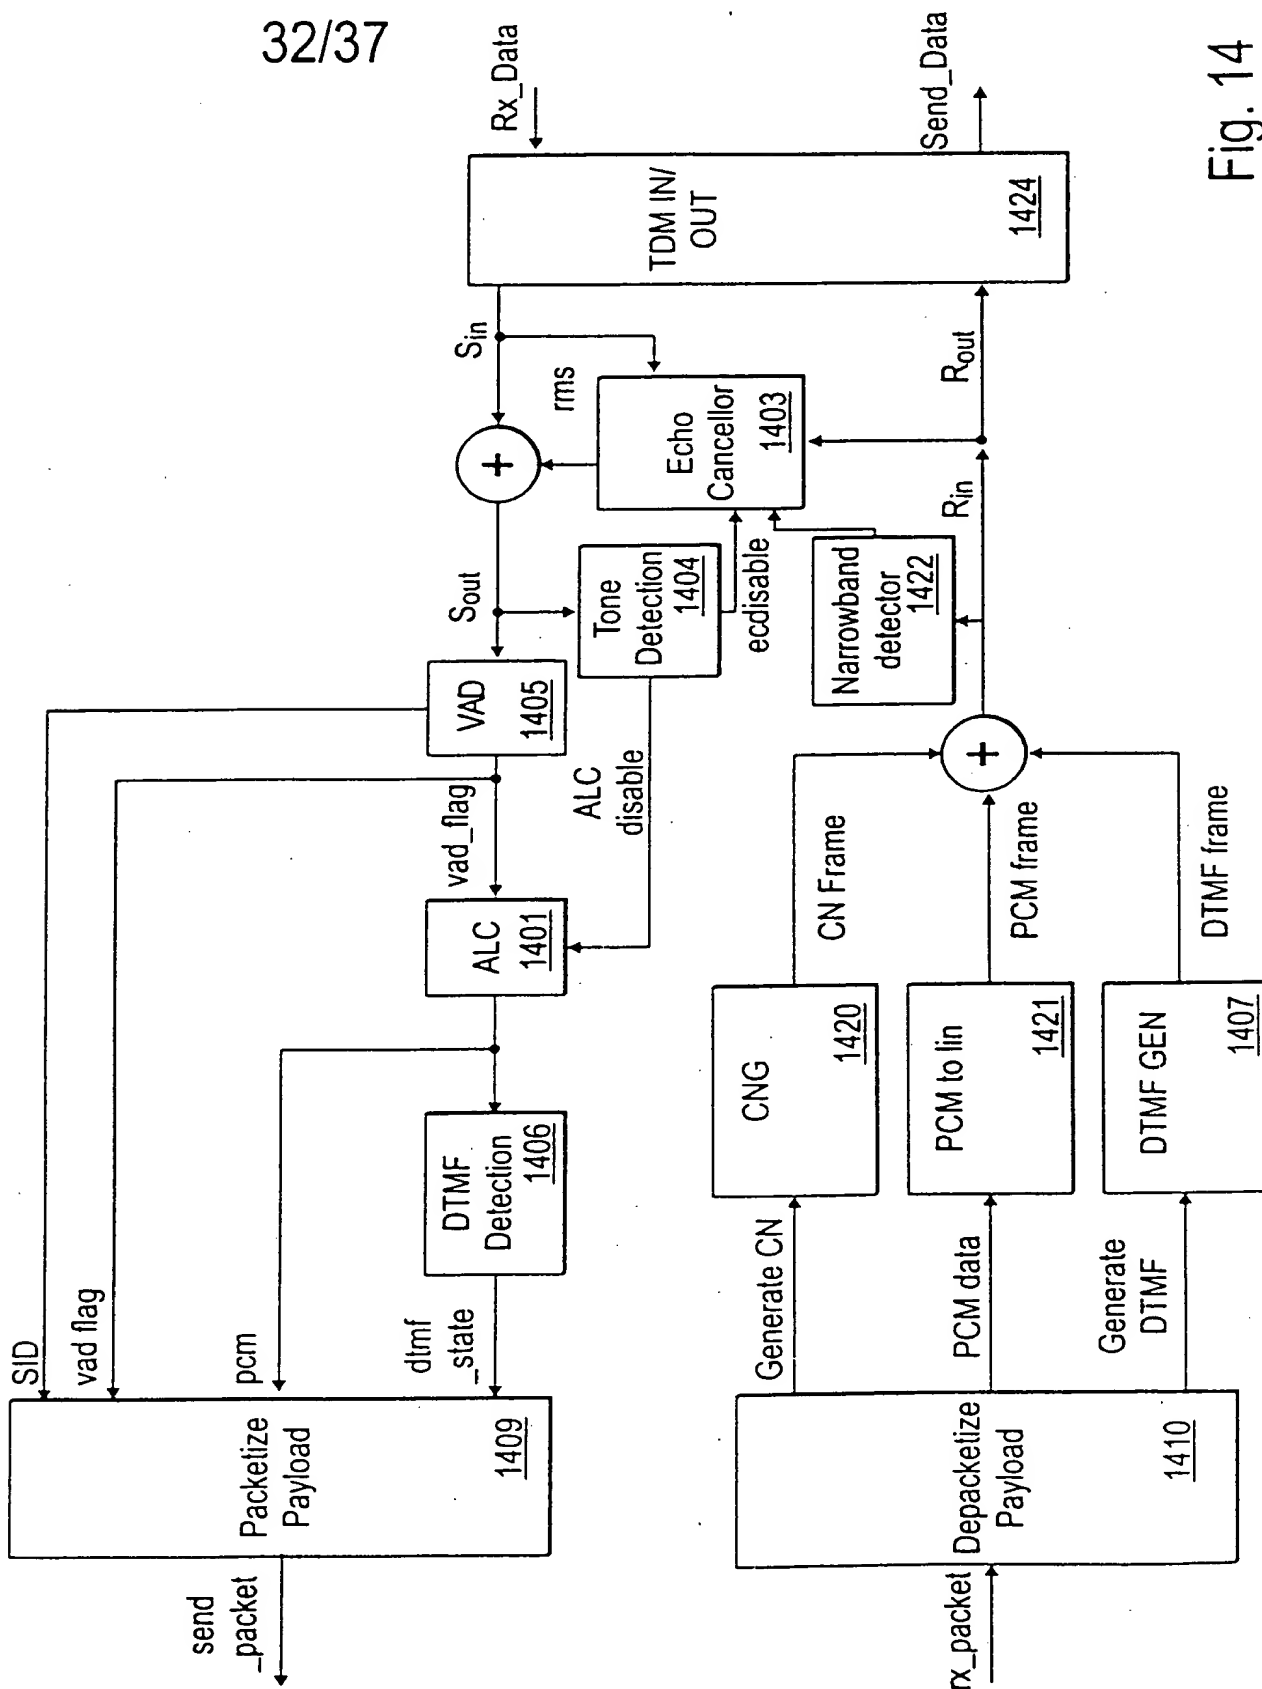 32/37
Rx_Data
Send_Data
Fig. 14
TDM IN/
OUT
1424
Sin
rms
Echo
Cancellor
1403
Rout
Rin
Sout
Tone
Detection
1404
ecdisable
Narrowband
detector
1422
VAD
1405
vad_flag
ALC
disable
ALC
1401
DTMF
Detection
1406
SID
vad flag
pcm
dtmf
_state
Packetize
Payload
1409
send
_packet
CN Frame
PCM frame
DTMF frame
CNG
1420
PCM to lin
1421
DTMF GEN
1407
Generate CN
PCM data
Generate
DTMF
Depacketize
Payload
1410
rx_packet
+
+